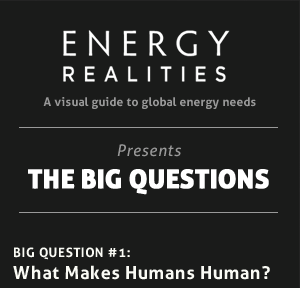 ENERGY
REALITIES
A visual guide to global energy needs
Presents
THE BIG QUESTIONS
BIG QUESTION #1:
What Makes Humans Human?